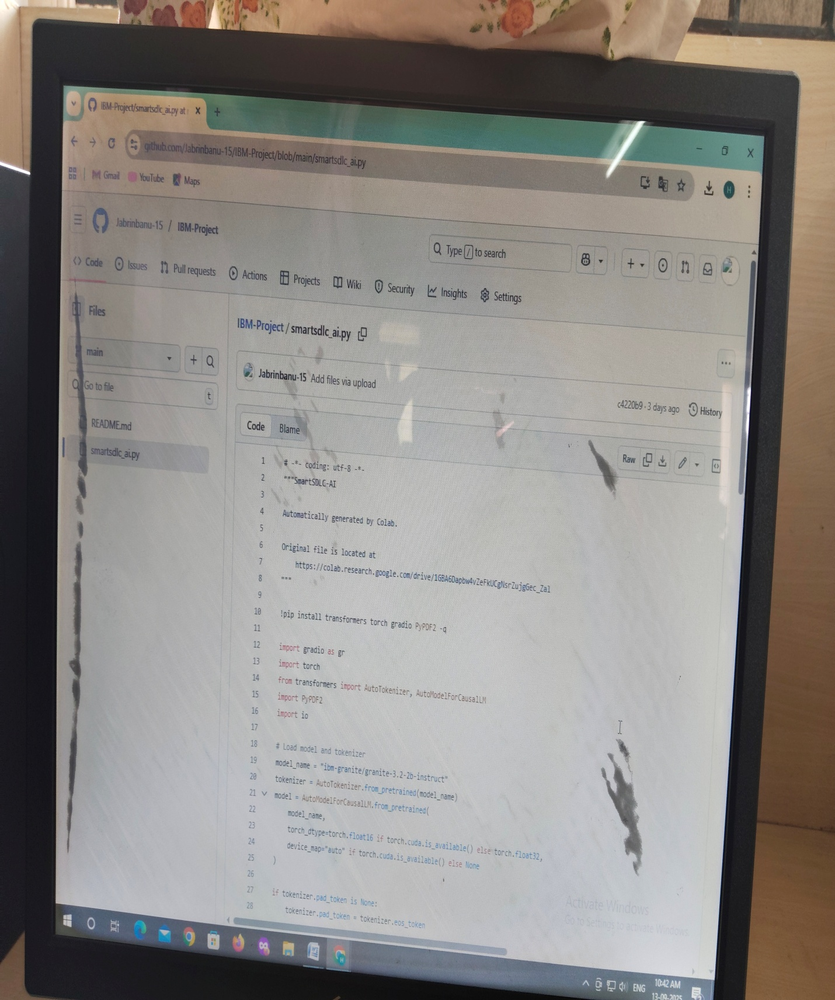 IBM-Project/smartsdlc_ai.py at
github.com/Jabrinbanu-15/IBM-Project/blob/main/smartsdlc_ai.py
Gmail YouTube Maps
H
Jabrinbanu-15 / IBM-Project
Type / to search
Code Issues Pull requests Actions Projects Wiki Security Insights Settings
Files
main
Go to file t
README.md
smartsdlc_ai.py
IBM-Project / smartsdlc_ai.py
Jabrinbanu-15 Add files via upload
c4220b9 · 3 days ago History
Code Blame
Raw
1 # -*- coding: utf-8 -*-
2 """SmartSDLC-AI
3
4 Automatically generated by Colab.
5
6 Original file is located at
7 https://colab.research.google.com/drive/1GBA6Dapbw4vZeFkUCgNsrZujgGec_Zal
8 """
9
10 !pip install transformers torch gradio PyPDF2 -q
11
12 import gradio as gr
13 import torch
14 from transformers import AutoTokenizer, AutoModelForCausalLM
15 import PyPDF2
16 import io
17
18 # Load model and tokenizer
19 model_name = "ibm-granite/granite-3.2-2b-instruct"
20 tokenizer = AutoTokenizer.from_pretrained(model_name)
21 model = AutoModelForCausalLM.from_pretrained(
22 model_name,
23 torch_dtype=torch.float16 if torch.cuda.is_available() else torch.float32,
24 device_map="auto" if torch.cuda.is_available() else None
25 )
26
27 if tokenizer.pad_token is None:
28 tokenizer.pad_token = tokenizer.eos_token
Activate Windows
Go to Settings to activate Windows.
ENG
10:42 AM
13-09-2025